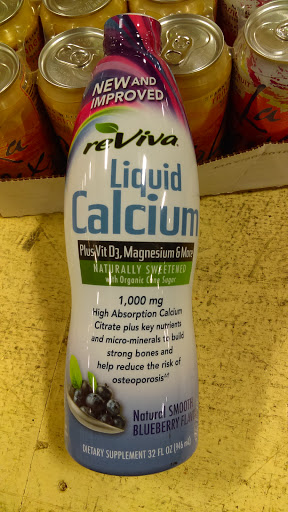 NEW AND
IMPROVED
reViva
Liquid
Calcium
Plus Vit D3, Magnesium & More
NATURALLY SWEETENED
with Organic Cane Sugar
1,000 mg
High Absorption Calcium
Citrate plus key nutrients
and micro-minerals to build
strong bones and
help reduce the risk of
osteoporosis^^
Natural SMOOTH
BLUEBERRY FLAVOR
DIETARY SUPPLEMENT 32 FL OZ (946 mL)